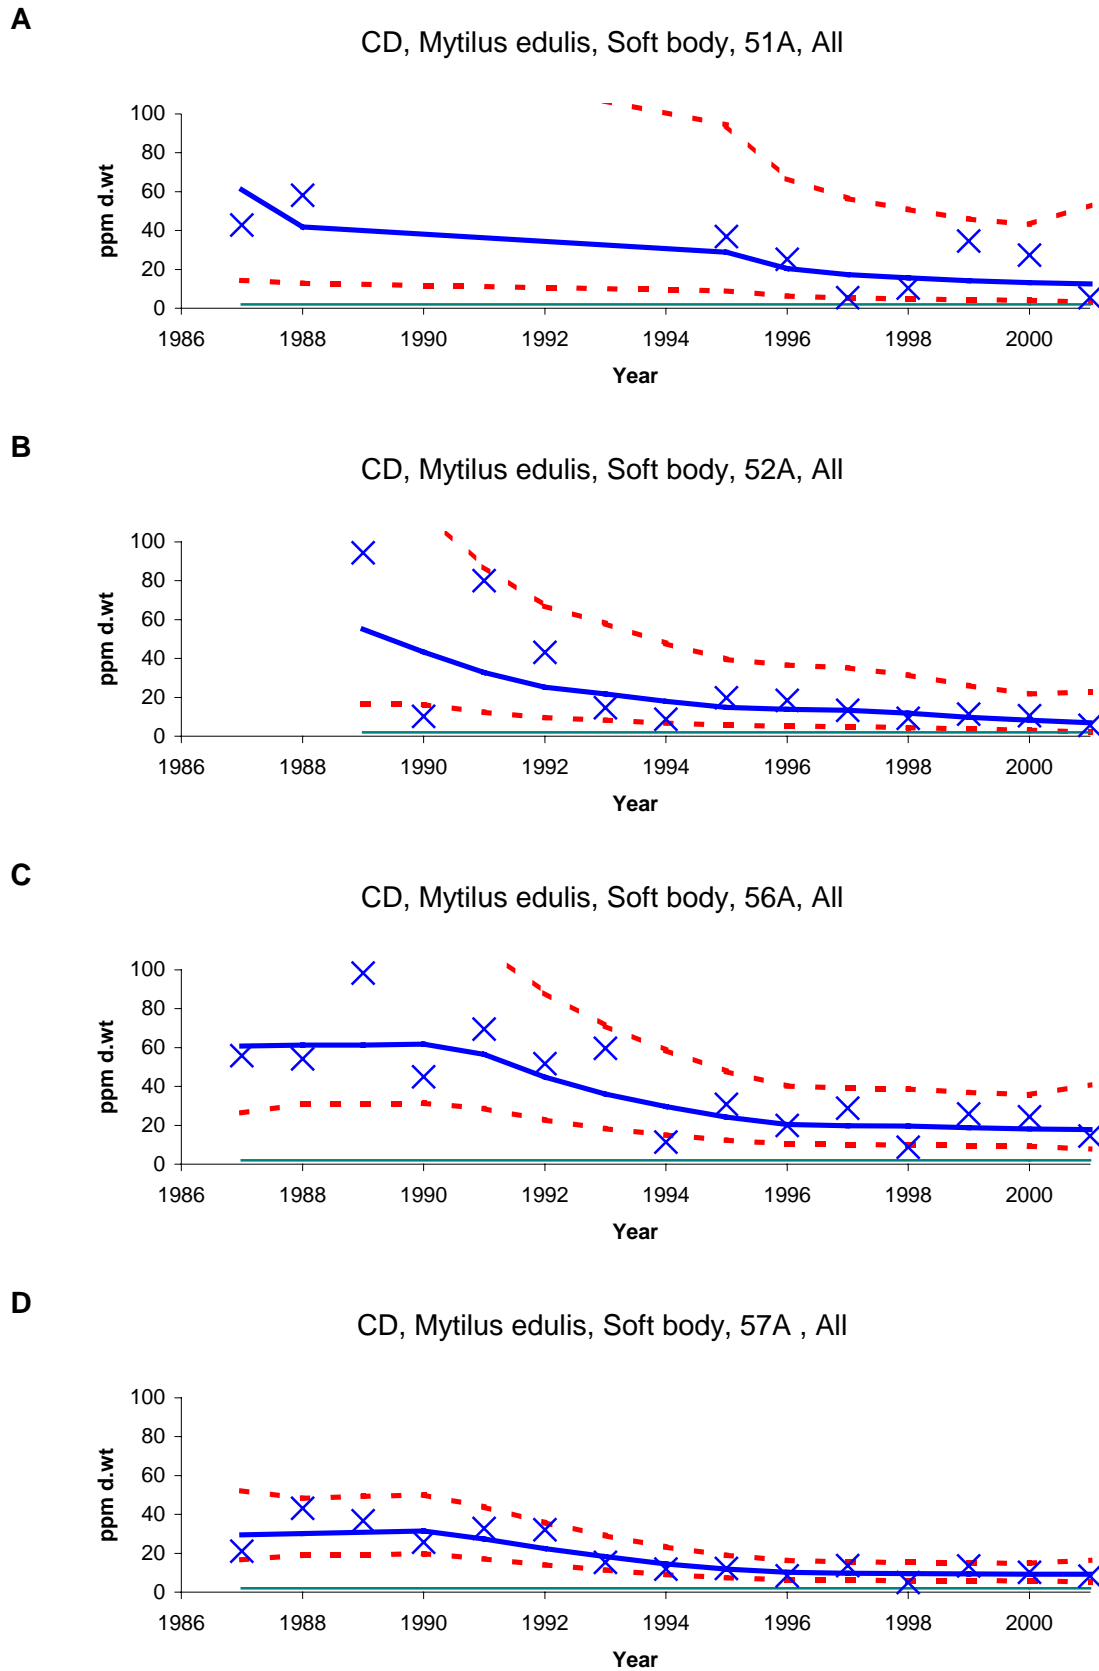 A
CD, Mytilus edulis, Soft body, 51A, All
100
80
60
40
20
0
ppm d.wt
1986 1988 1990 1992 1994 1996 1998 2000
Year
B
CD, Mytilus edulis, Soft body, 52A, All
100
80
60
40
20
0
ppm d.wt
1986 1988 1990 1992 1994 1996 1998 2000
Year
C
CD, Mytilus edulis, Soft body, 56A, All
100
80
60
40
20
0
ppm d.wt
1986 1988 1990 1992 1994 1996 1998 2000
Year
D
CD, Mytilus edulis, Soft body, 57A , All
100
80
60
40
20
0
ppm d.wt
1986 1988 1990 1992 1994 1996 1998 2000
Year